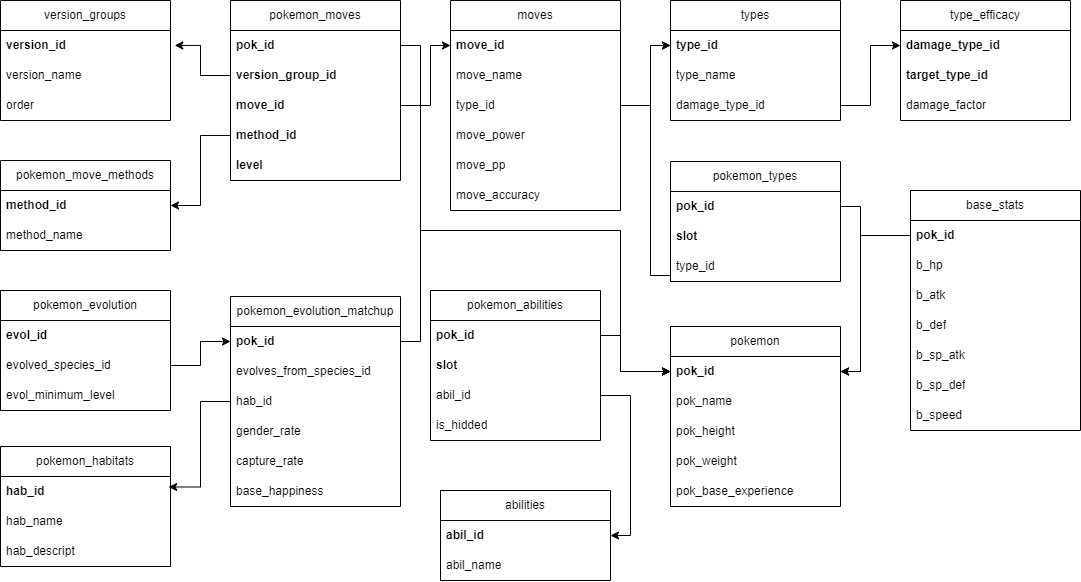 version_groups
version_id
version_name
order
pokemon_moves
pok_id
version_group_id
move_id
method_id
level
moves
move_id
move_name
type_id
move_power
move_pp
move_accuracy
types
type_id
type_name
damage_type_id
type_efficacy
damage_type_id
target_type_id
damage_factor
pokemon_move_methods
method_id
method_name
pokemon_types
pok_id
slot
type_id
base_stats
pok_id
b_hp
b_atk
b_def
b_sp_atk
b_sp_def
b_speed
pokemon_evolution
evol_id
evolved_species_id
evol_minimum_level
pokemon_evolution_matchup
pok_id
evolves_from_species_id
hab_id
gender_rate
capture_rate
base_happiness
pokemon_abilities
pok_id
slot
abil_id
is_hidded
pokemon
pok_id
pok_name
pok_height
pok_weight
pok_base_experience
pokemon_habitats
hab_id
hab_name
hab_descript
abilities
abil_id
abil_name